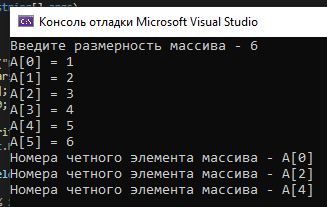 Консоль отладки Microsoft Visual Studio
Введите размерность массива - 6
A[0] = 1
A[1] = 2
A[2] = 3
A[3] = 4
A[4] = 5
A[5] = 6
Номера четного элемента массива - A[0]
Номера четного элемента массива - A[2]
Номера четного элемента массива - A[4]